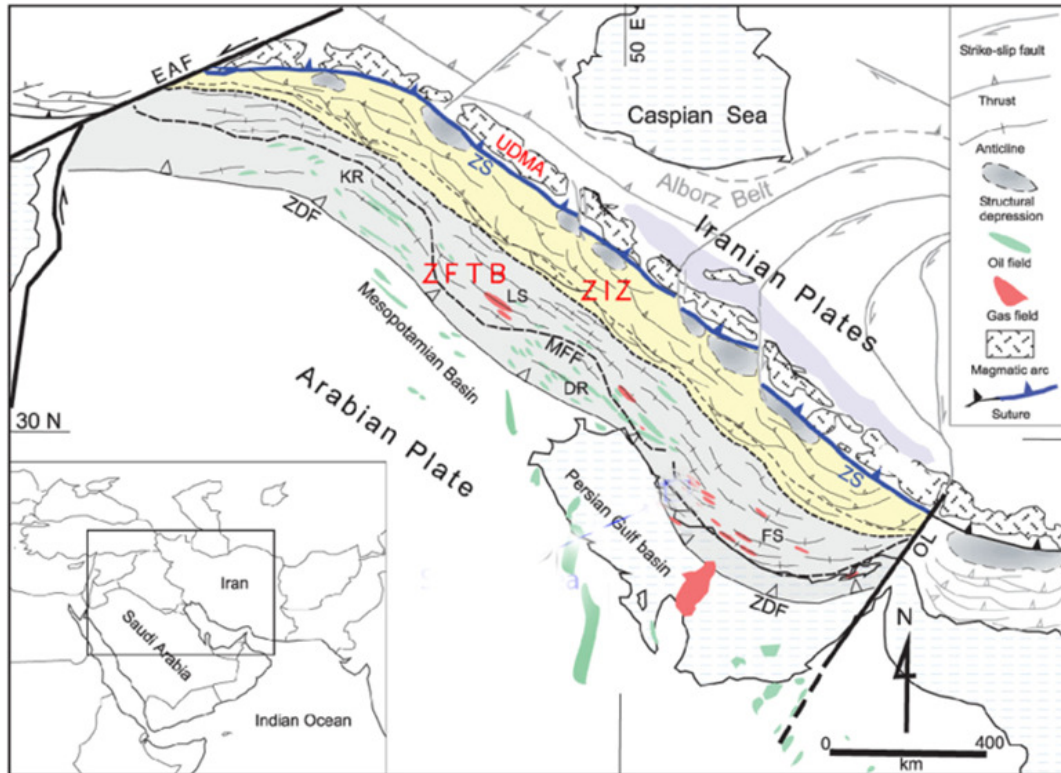 50 E
EAF
Caspian Sea
Strike-slip fault
Thrust
Anticline
Structural
depression
Oil field
Gas field
Magmatic arc
Suture
UDMA
ZS
Alborz Belt
KR
ZDF
Iranian Plates
ZFTB
LS
ZIZ
Mesopotamian Basin
MFF
DR
Arabian Plate
30 N
ZS
Persian Gulf basin
FS
OL
ZDF
N
0
400
km
Iran
Saudi Arabia
Indian Ocean